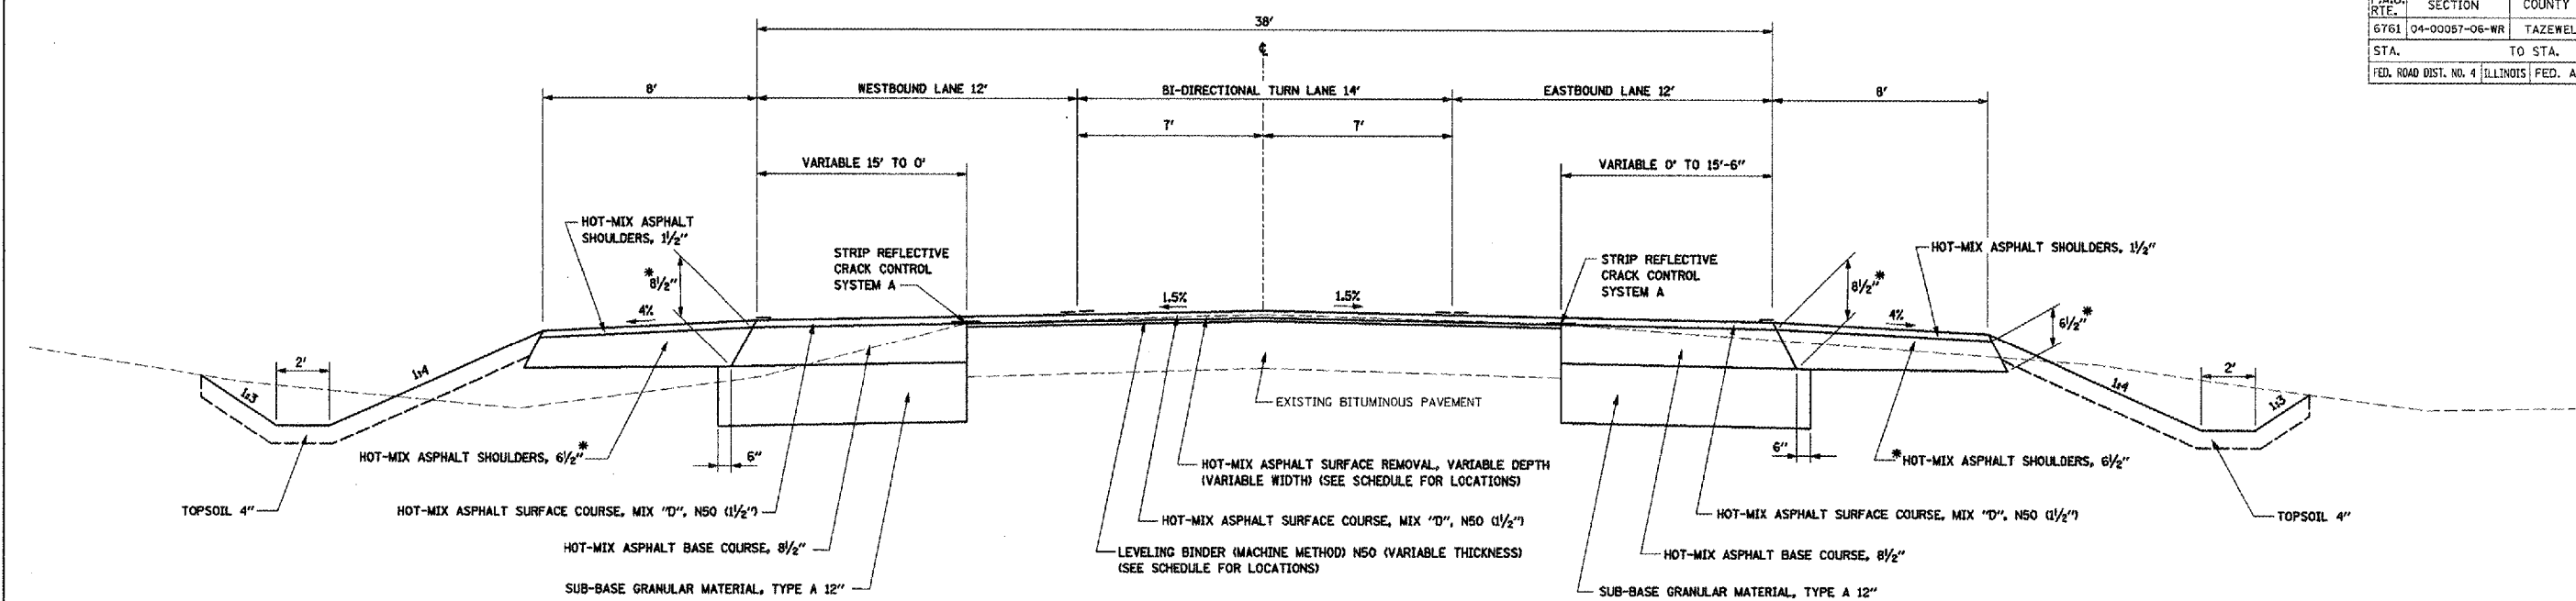 RTE. SECTION COUNTY
6761 04-00057-06-WR TAZEWEL
STA. TO STA.
FED. ROAD DIST. NO. 4 ILLINOIS FED. A
38'
℄
8' WESTBOUND LANE 12' BI-DIRECTIONAL TURN LANE 14' EASTBOUND LANE 12' 8'
7' 7'
VARIABLE 15' TO 0' VARIABLE 0' TO 15'-6"
HOT-MIX ASPHALT
SHOULDERS, 1½"
STRIP REFLECTIVE
CRACK CONTROL
SYSTEM A
STRIP REFLECTIVE
CRACK CONTROL
SYSTEM A
HOT-MIX ASPHALT SHOULDERS, 1½"
*8½" 8½"* 6½"*
4% 1.5% 1.5% 4%
2' 2'
1:3 1:4 1:4 1:3
EXISTING BITUMINOUS PAVEMENT
HOT-MIX ASPHALT SHOULDERS, 6½"* 6" 6" *HOT-MIX ASPHALT SHOULDERS, 6½"
HOT-MIX ASPHALT SURFACE REMOVAL, VARIABLE DEPTH
(VARIABLE WIDTH) (SEE SCHEDULE FOR LOCATIONS)
TOPSOIL 4" HOT-MIX ASPHALT SURFACE COURSE, MIX "D", N50 (1½")
HOT-MIX ASPHALT SURFACE COURSE, MIX "D", N50 (1½")
HOT-MIX ASPHALT SURFACE COURSE, MIX "D", N50 (1½")
TOPSOIL 4"
HOT-MIX ASPHALT BASE COURSE, 8½"
LEVELING BINDER (MACHINE METHOD) N50 (VARIABLE THICKNESS)
(SEE SCHEDULE FOR LOCATIONS)
HOT-MIX ASPHALT BASE COURSE, 8½"
SUB-BASE GRANULAR MATERIAL, TYPE A 12"
SUB-BASE GRANULAR MATERIAL, TYPE A 12"